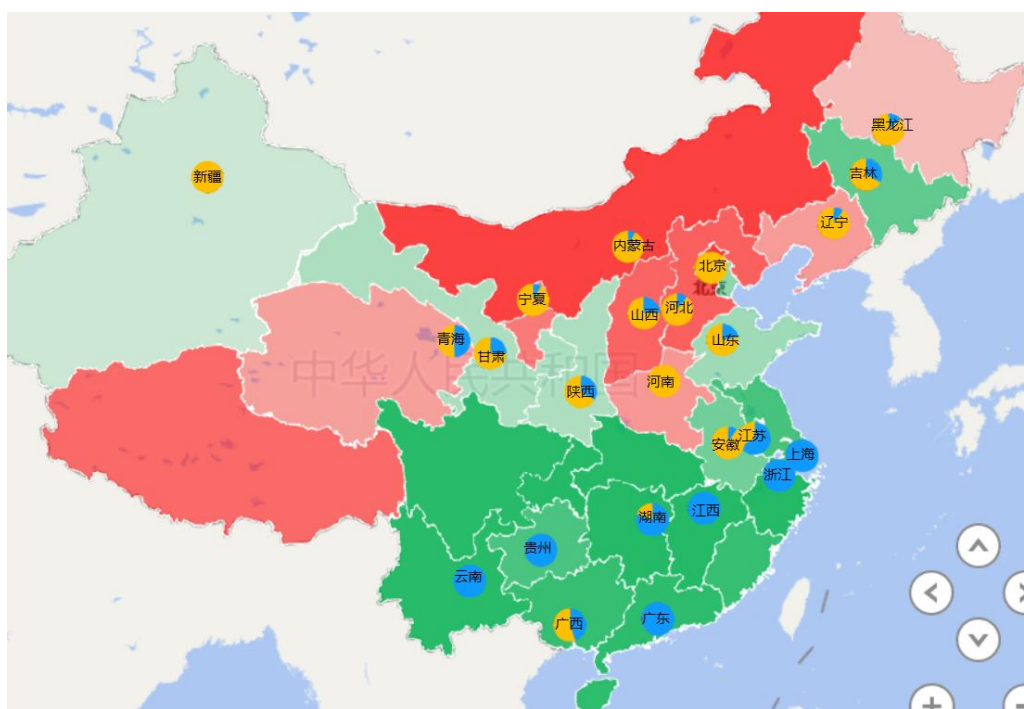 黑龙江
吉林
新疆
辽宁
内蒙古
北京
北京
宁夏
河北
山西
青海
山东
甘肃
中华人民共和国
河南
陕西
江苏
安徽
上海
浙江
江西
湖南
贵州
云南
广东
广西